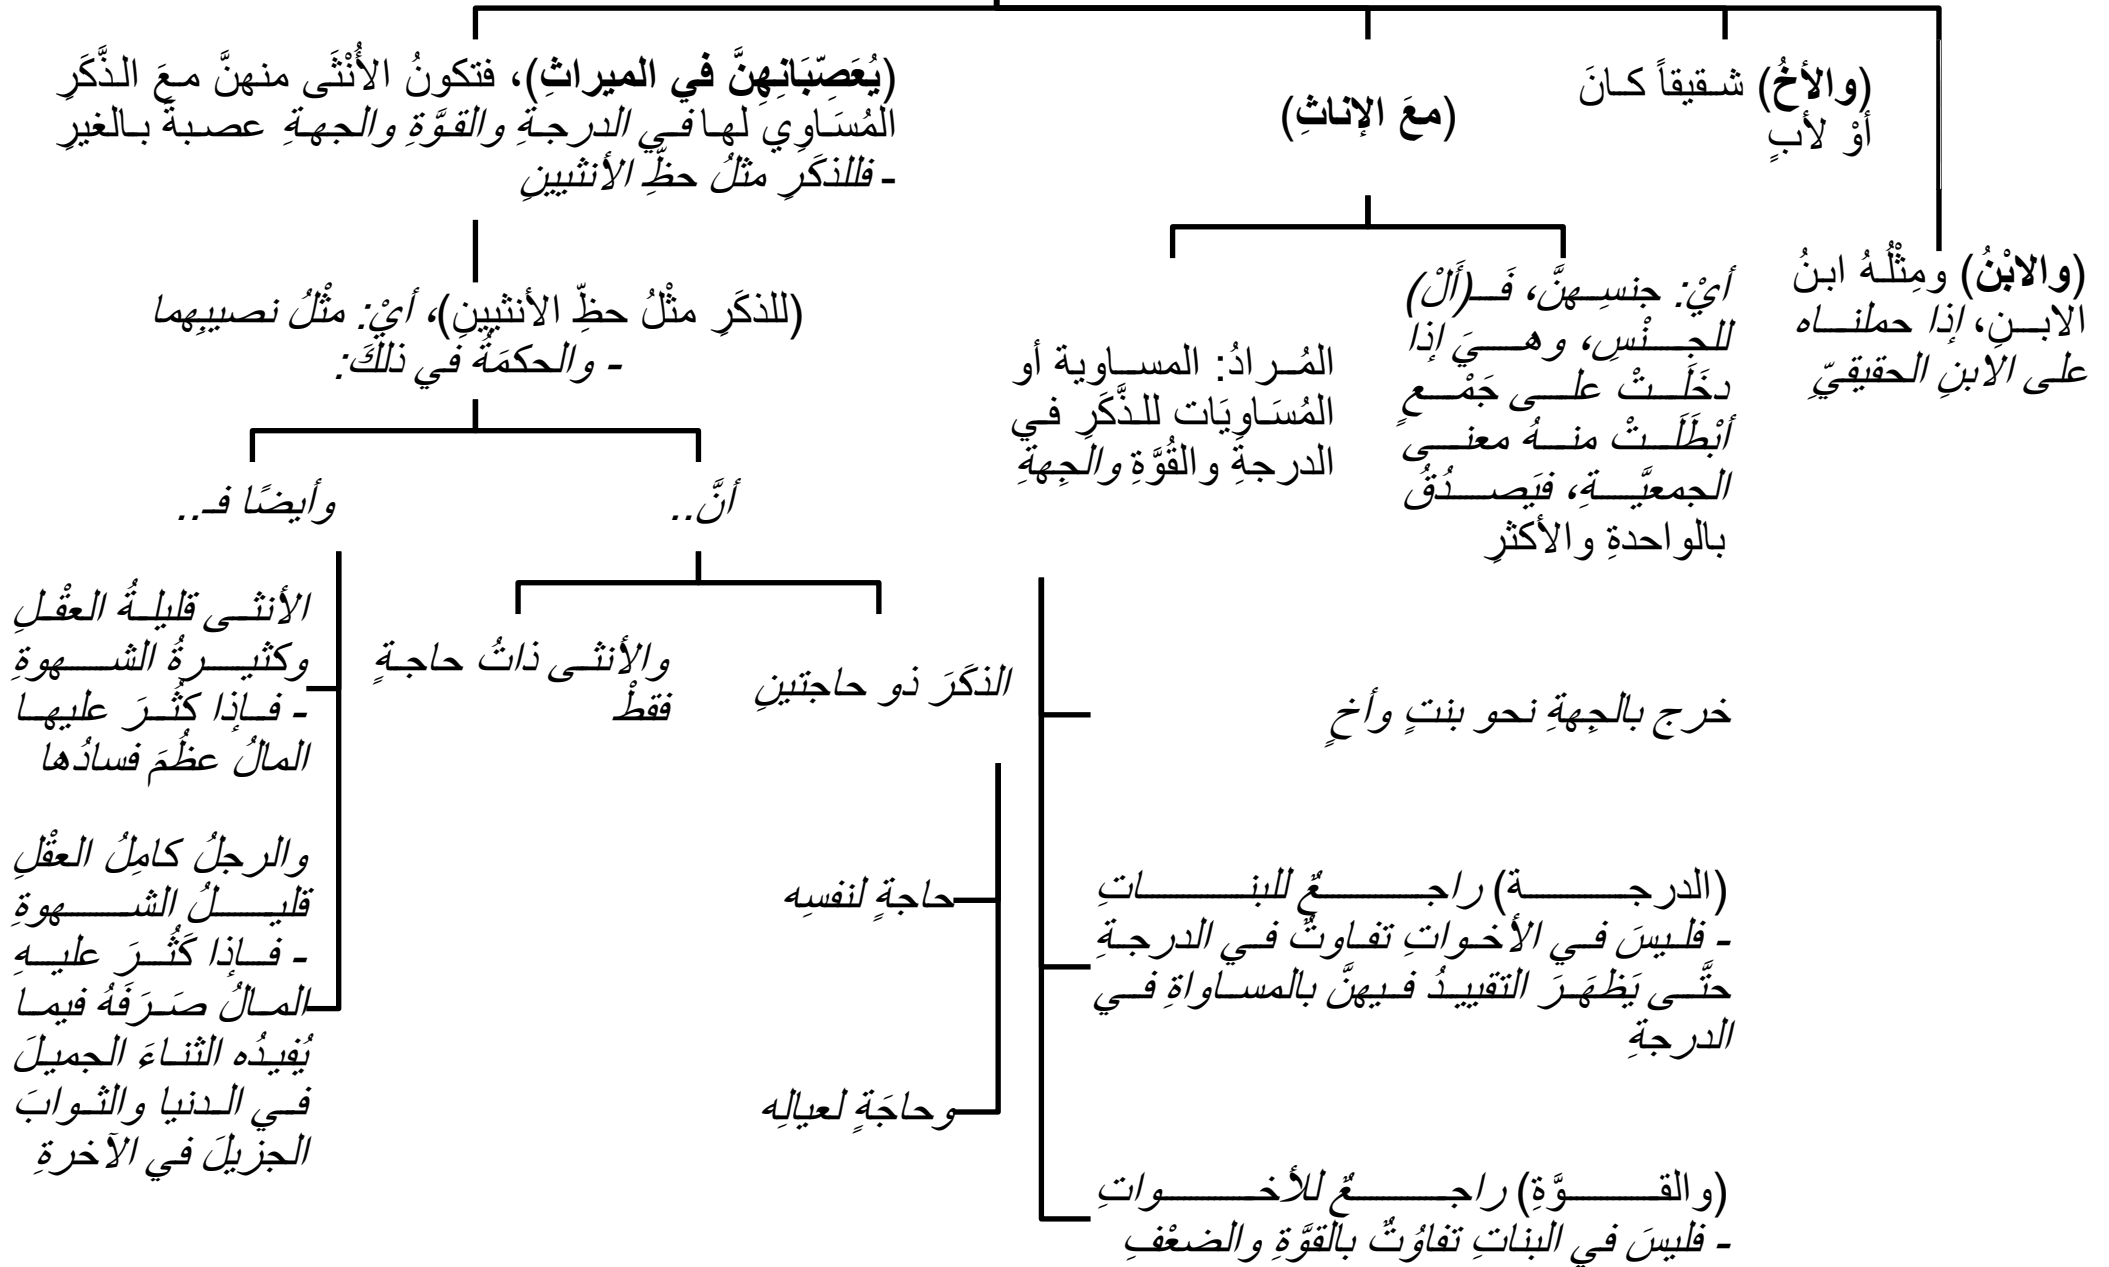 (والابْنُ) ومِثْلُهُ ابنُ
الابنِ، إذا حملناه
على الابنِ الحقيقيِّ
(والأخُ) شقيقاً كانَ
أوْ لأبٍ
(معَ الإناثِ)
أيْ: جنسِهنَّ، فَـ(أَلْ)
للجِنْسِ، وهيَ إذا
دخَلَتْ على جَمْعٍ
أبْطَلَتْ منهُ معنى
الجمعيَّةِ، فيَصدُقُ
بالواحدةِ والأكثرِ
المُرادُ: المساوية أو
المُسَاوِيَات للذَّكَرِ في
الدرجةِ والقُوَّةِ والجِهةِ
خرج بالجِهةِ نحو بنتٍ وأخٍ
(الدرجة) راجعٌ للبناتِ
- فليسَ في الأخواتِ تفاوتٌ في الدرجةِ
حتَّى يَظهَرَ التقييدُ فيهنَّ بالمساواةِ في
الدرجةِ
(والقوَّةِ) راجعٌ للأخواتِ
- فليسَ في البناتِ تفاوُتٌ بالقوَّةِ والضعْفِ
(يُعَصِّبَانِهِنَّ في الميراثِ)، فتكونُ الأُنْثَى منهنَّ معَ الذَّكَرِ
المُسَاوِي لها في الدرجةِ والقوَّةِ والجهةِ عصبةً بالغيرِ
- فللذكَرِ مثلُ حظِّ الأنثيينِ
(للذكَرِ مثْلُ حظِّ الأنثيينِ)، أيْ: مثْلُ نصيبِهما
- والحكمَةُ في ذلكَ:
أنَّ..
الذكَرَ ذو حاجتينِ
حاجةٍ لنفسِه
وحاجَةٍ لعيالِه
والأنثى ذاتُ حاجةٍ
فقطْ
وأيضًا فـ..
الأنثى قليلةُ العقْلِ
وكثيرةُ الشهوةِ
- فإذا كثُرَ عليها
المالُ عظُمَ فسادُها
والرجلُ كامِلُ العقْلِ
قليلُ الشهوةِ
- فإذا كَثُرَ عليهِ
المالُ صَرَفَهُ فيما
يُفيدُه الثناءَ الجميلَ
في الدنيا والثوابَ
الجزيلَ في الآخرةِ